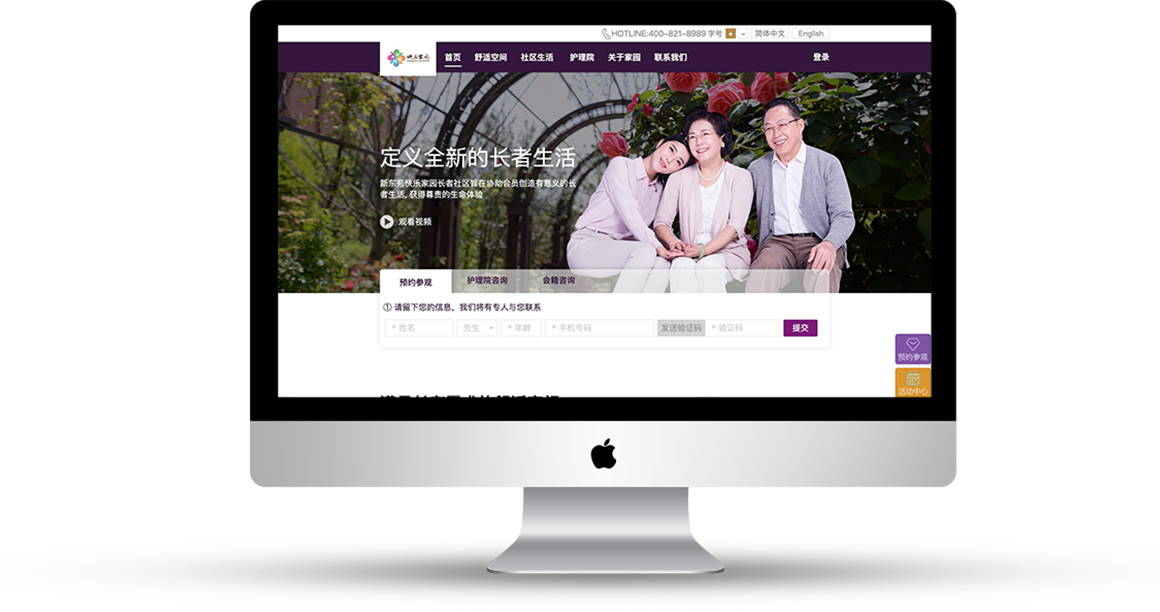 HOTLINE:400-821-8989 字号 + - 简体中文 English
首页 舒适空间 社区生活 护理院 关于家园 联系我们 登录
定义全新的长者生活
新东苑快乐家园长者社区旨在协助会员创造有意义的长
者生活, 获得尊贵的生命体验
观看视频
预约参观 护理院咨询 会籍咨询
① 请留下您的信息，我们将有专人与您联系
* 姓名 先生 * 年龄 * 手机号码 发送验证码 * 验证码 提交
预约参观
活动中心